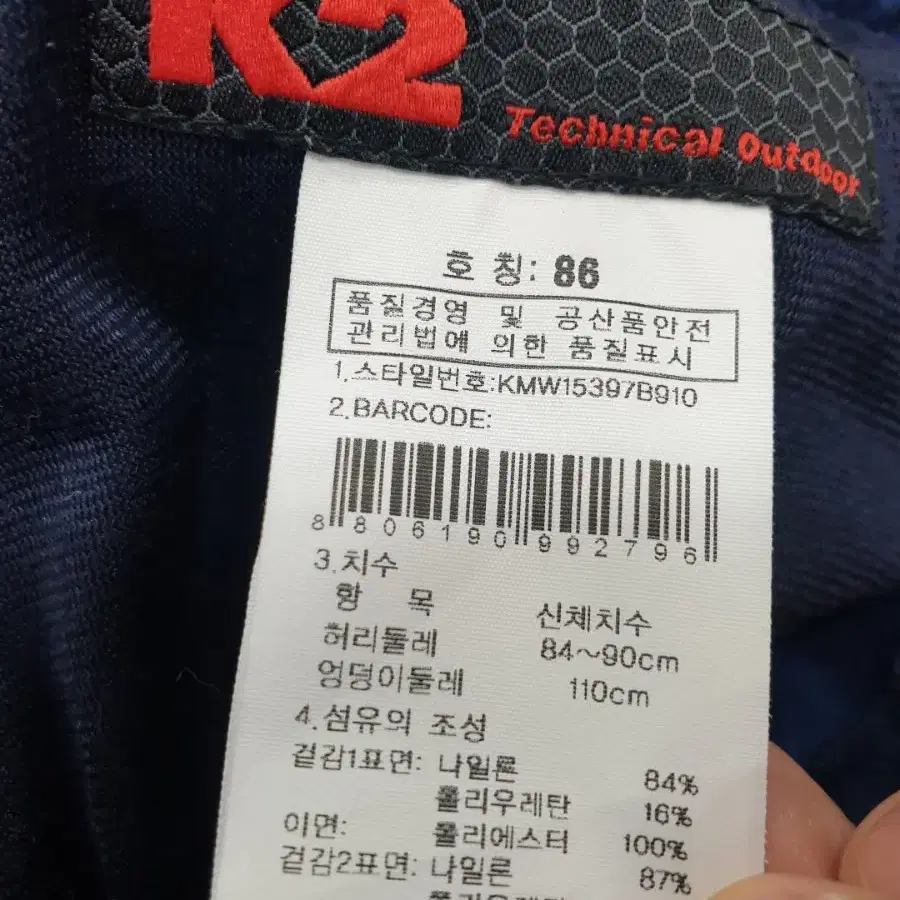 K2
Technical Outdoor
호 칭: 86
품질경영 및 공산품안전
관리법에 의한 품질표시
1.스타일번호:KMW15397B910
2.BARCODE:
8 806190 992796
3.치수
항 목 신체치수
허리둘레 84~90cm
엉덩이둘레 110cm
4.섬유의 조성
겉감1표면: 나일론 84%
폴리우레탄 16%
이면: 폴리에스터 100%
겉감2표면: 나일론 87%